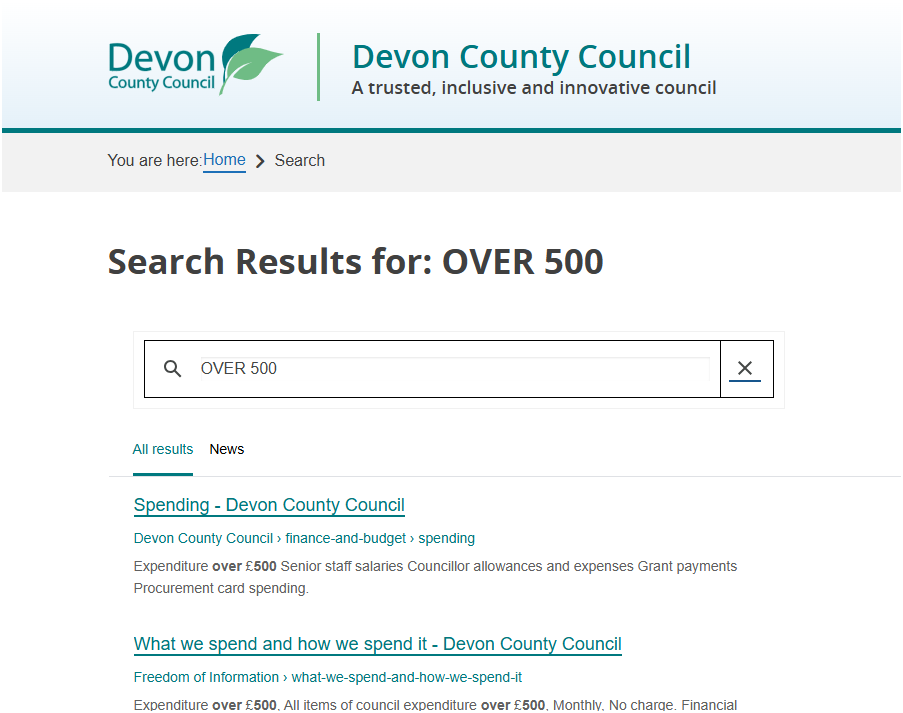 Devon
County Council
Devon County Council
A trusted, inclusive and innovative council
You are here:Home > Search
Search Results for: OVER 500
OVER 500
All results News
Spending - Devon County Council
Devon County Council › finance-and-budget › spending
Expenditure over £500 Senior staff salaries Councillor allowances and expenses Grant payments
Procurement card spending.
What we spend and how we spend it - Devon County Council
Freedom of Information › what-we-spend-and-how-we-spend-it
Expenditure over £500, All items of council expenditure over £500, Monthly, No charge. Financial